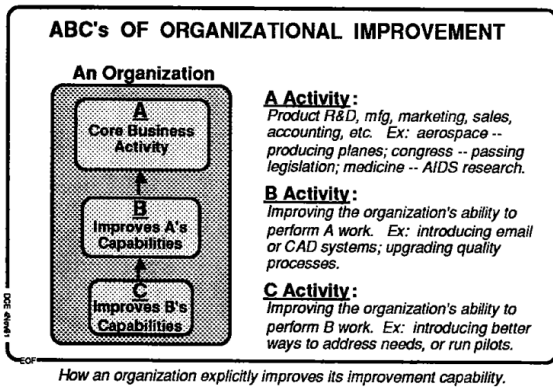 ABC's OF ORGANIZATIONAL IMPROVEMENT
An Organization
A
Core Business
Activity
B
Improves A's
Capabilities
C
Improves B's
Capabilities
A Activity:
Product R&D, mfg, marketing, sales,
accounting, etc. Ex: aerospace --
producing planes; congress -- passing
legislation; medicine -- AIDS research.
B Activity:
Improving the organization's ability to
perform A work. Ex: introducing email
or CAD systems; upgrading quality
processes.
C Activity:
Improving the organization's ability to
perform B work. Ex: introducing better
ways to address needs, or run pilots.
EOF
How an organization explicitly improves its improvement capability.